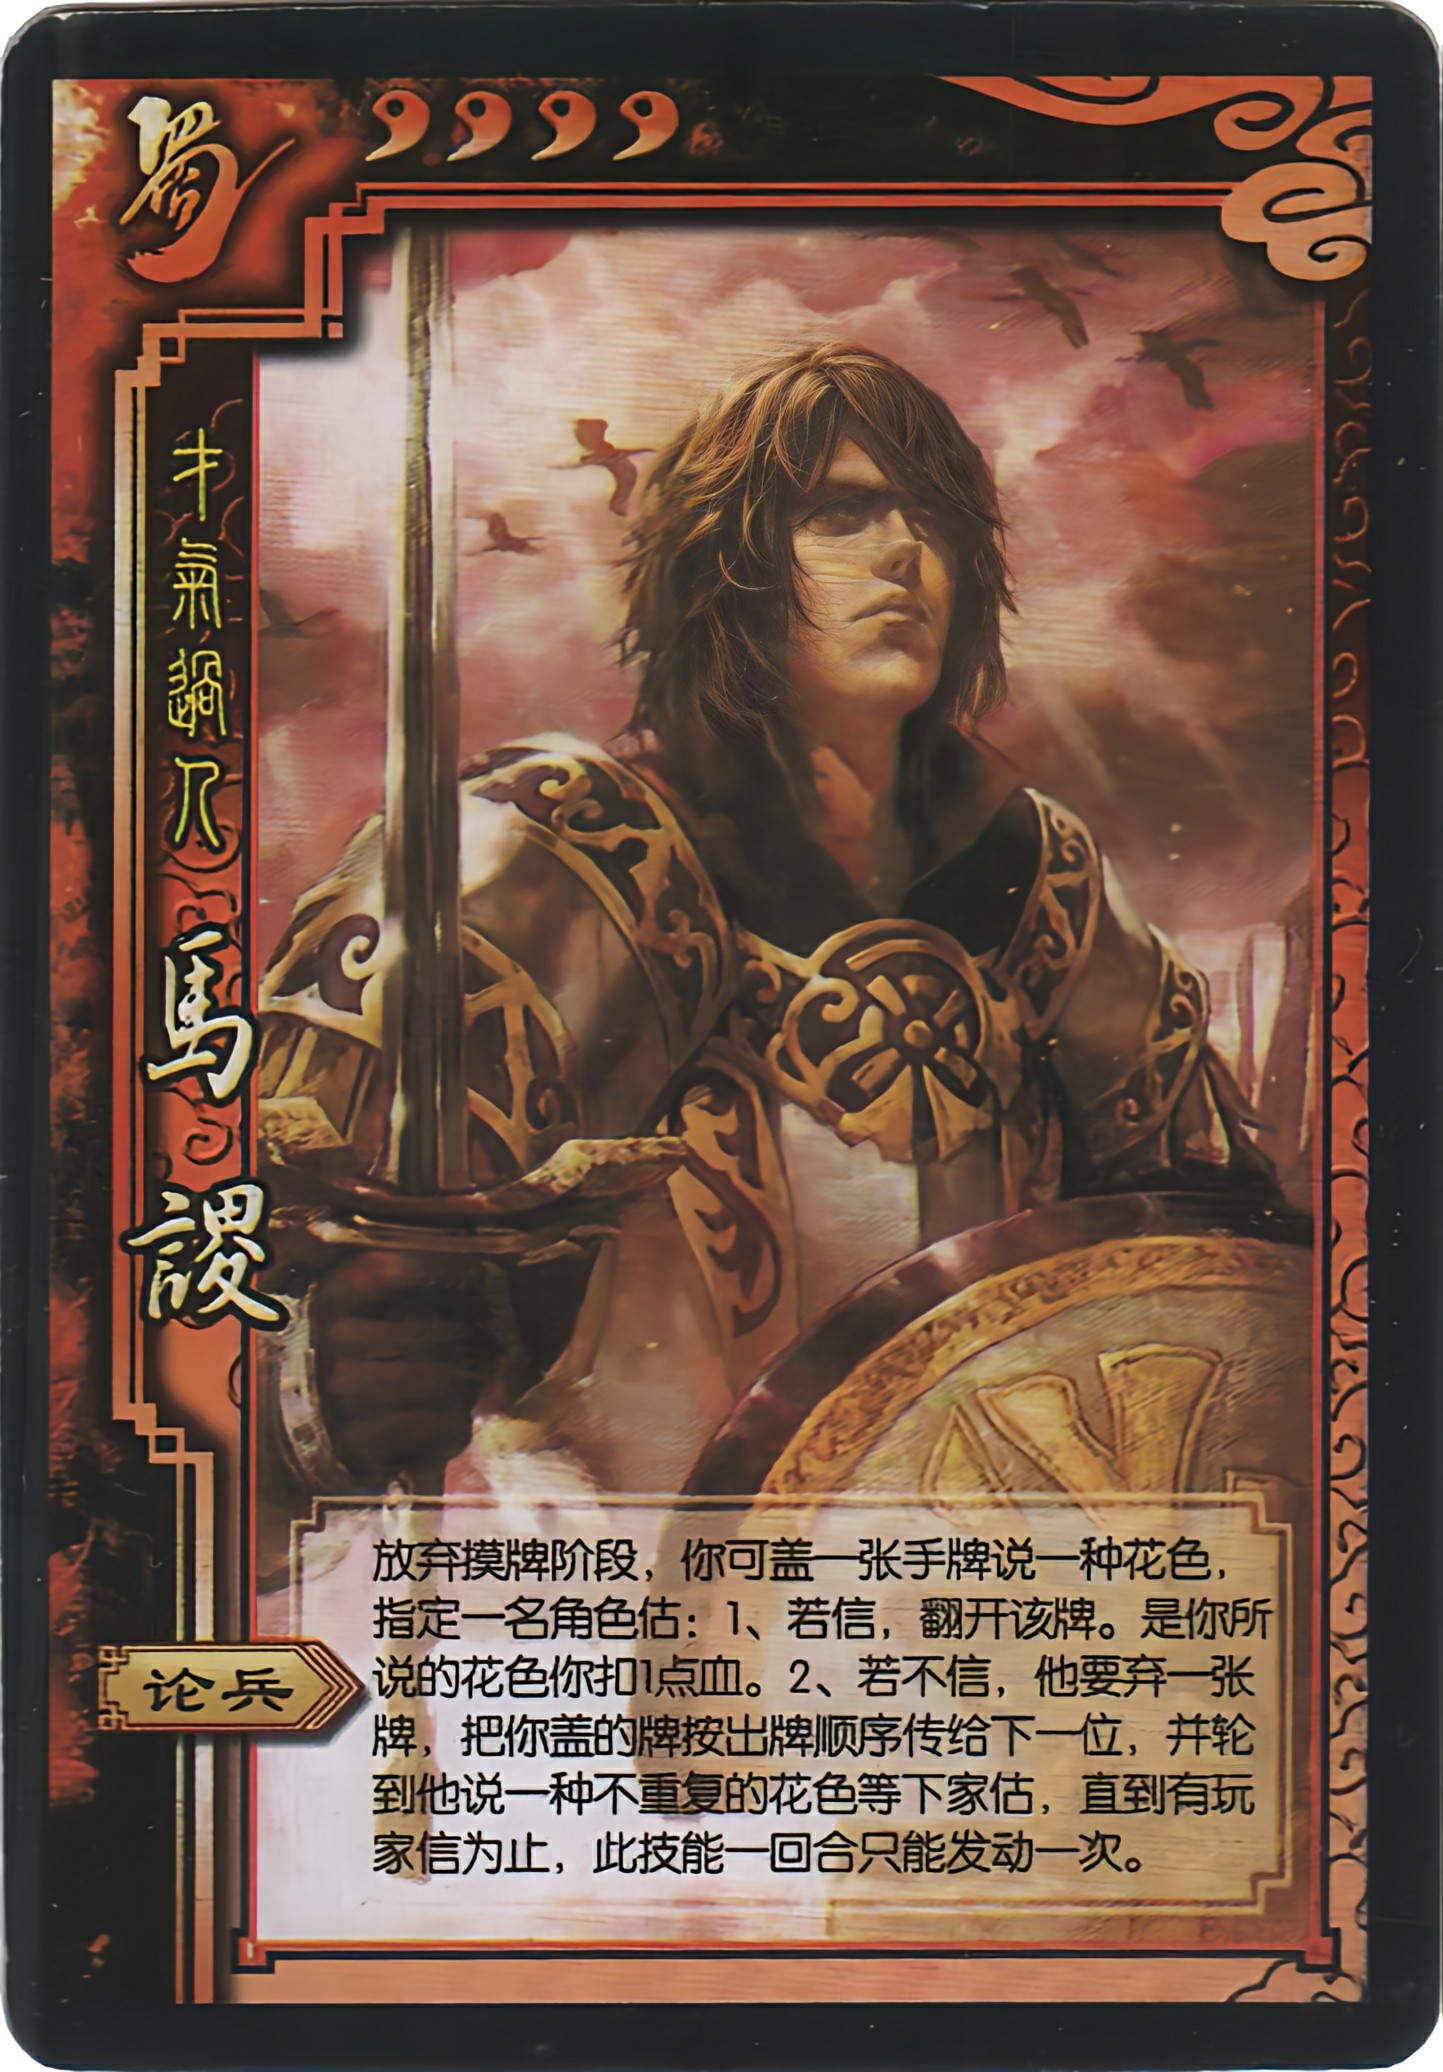 蜀
才氣過人
馬謖
论兵
放弃摸牌阶段，你可盖一张手牌说一种花色，
指定一名角色估：1、若信，翻开该牌。是你所
说的花色你扣1点血。2、若不信，他要弃一张
牌，把你盖的牌按出牌顺序传给下一位，并轮
到他说一种不重复的花色等下家估，直到有玩
家信为止，此技能一回合只能发动一次。